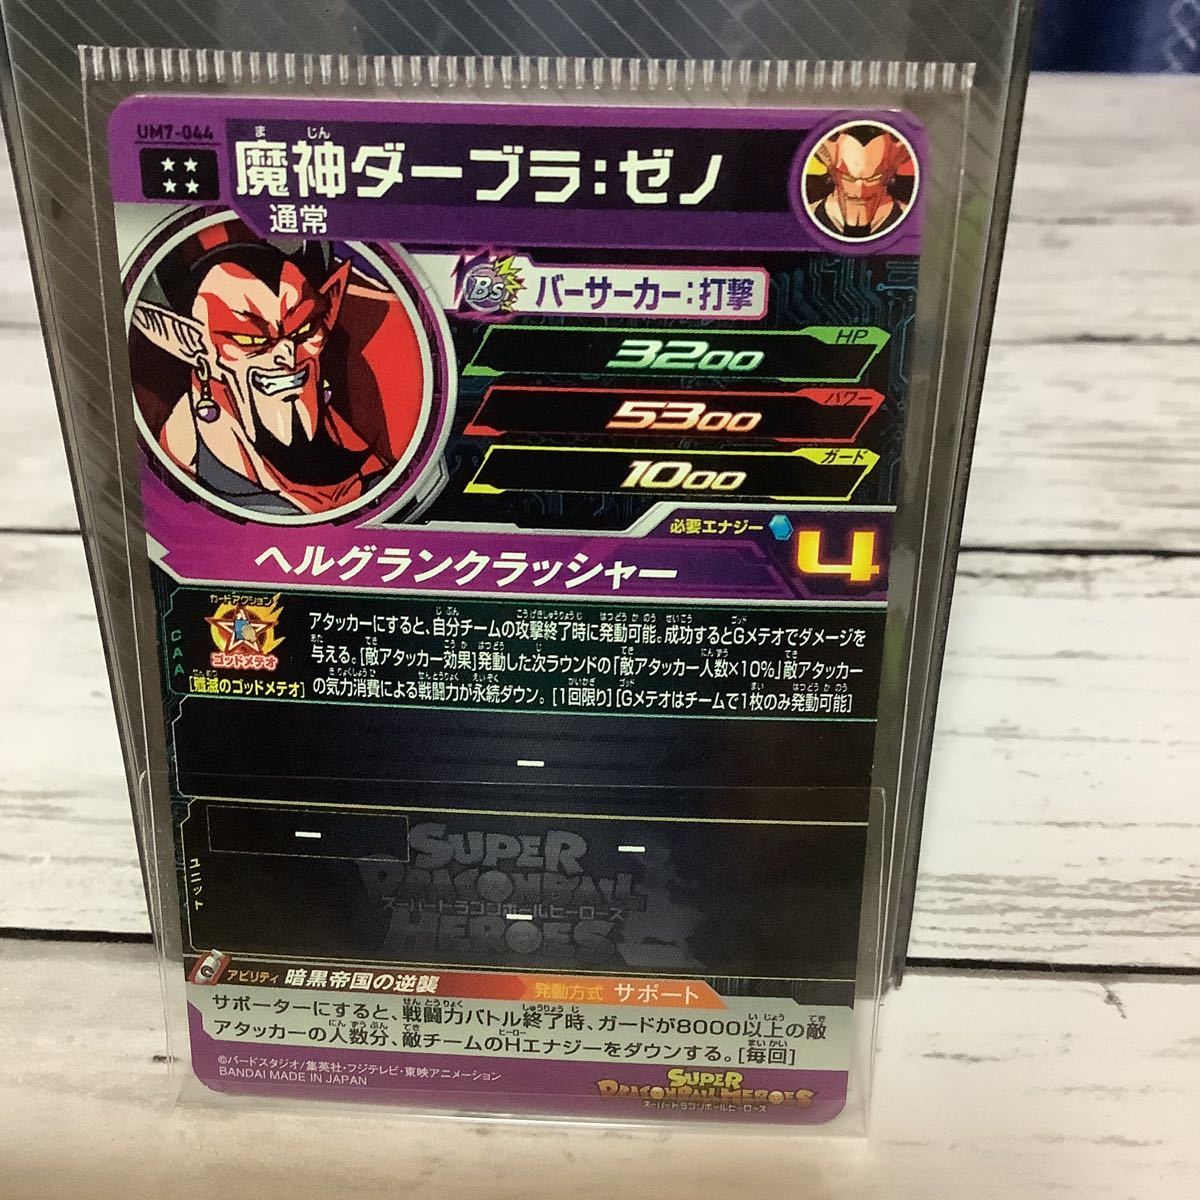 UM7-044
魔神ダーブラ:ゼノ
まじん
通常
Bs バーサーカー:打撃
HP
3200
パワー
5300
ガード
1000
必要エナジー 4
ヘルグランクラッシャー
カードアクション
ゴッドメテオ
CAA
[殲滅のゴッドメテオ]
アタッカーにすると、自分チームの攻撃終了時に発動可能。成功するとGメテオでダメージを
与える。[敵アタッカー効果]発動した次ラウンドの「敵アタッカー人数×10%」敵アタッカー
の気力消費による戦闘力が永続ダウン。[1回限り][Gメテオはチームで1枚のみ発動可能]
ー
ユニット
ー
ー
ー
SUPER
DRAGONBALL
スーパードラゴンボールヒーローズ
HEROES
アビリティ 暗黒帝国の逆襲 発動方式 サポート
サポーターにすると、戦闘力バトル終了時、ガードが8000以上の敵
アタッカーの人数分、敵チームのHエナジーをダウンする。[毎回]
©バードスタジオ/集英社・フジテレビ・東映アニメーション
BANDAI MADE IN JAPAN
SUPER
DRAGONBALL HEROES
スーパードラゴンボールヒーローズ